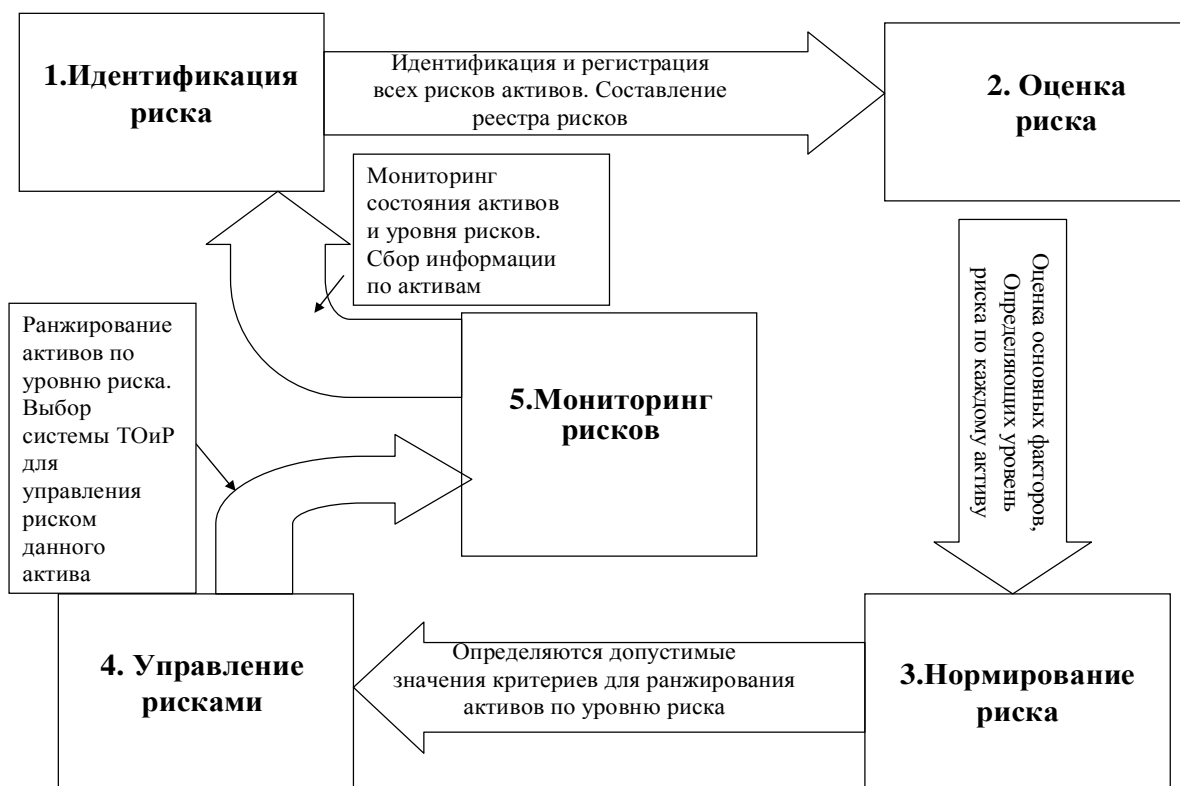 1.Идентификация
риска
Идентификация и регистрация
всех рисков активов. Составление
реестра рисков
2. Оценка
риска
Оценка основных факторов,
Определяющих уровень
риска по каждому активу
3.Нормирование
риска
Определяются допустимые
значения критериев для ранжирования
активов по уровню риска
4. Управление
рисками
Ранжирование
активов по
уровню риска.
Выбор
системы ТОиР
для
управления
риском
данного
актива
5.Мониторинг
рисков
Мониторинг
состояния активов
и уровня рисков.
Сбор информации
по активам